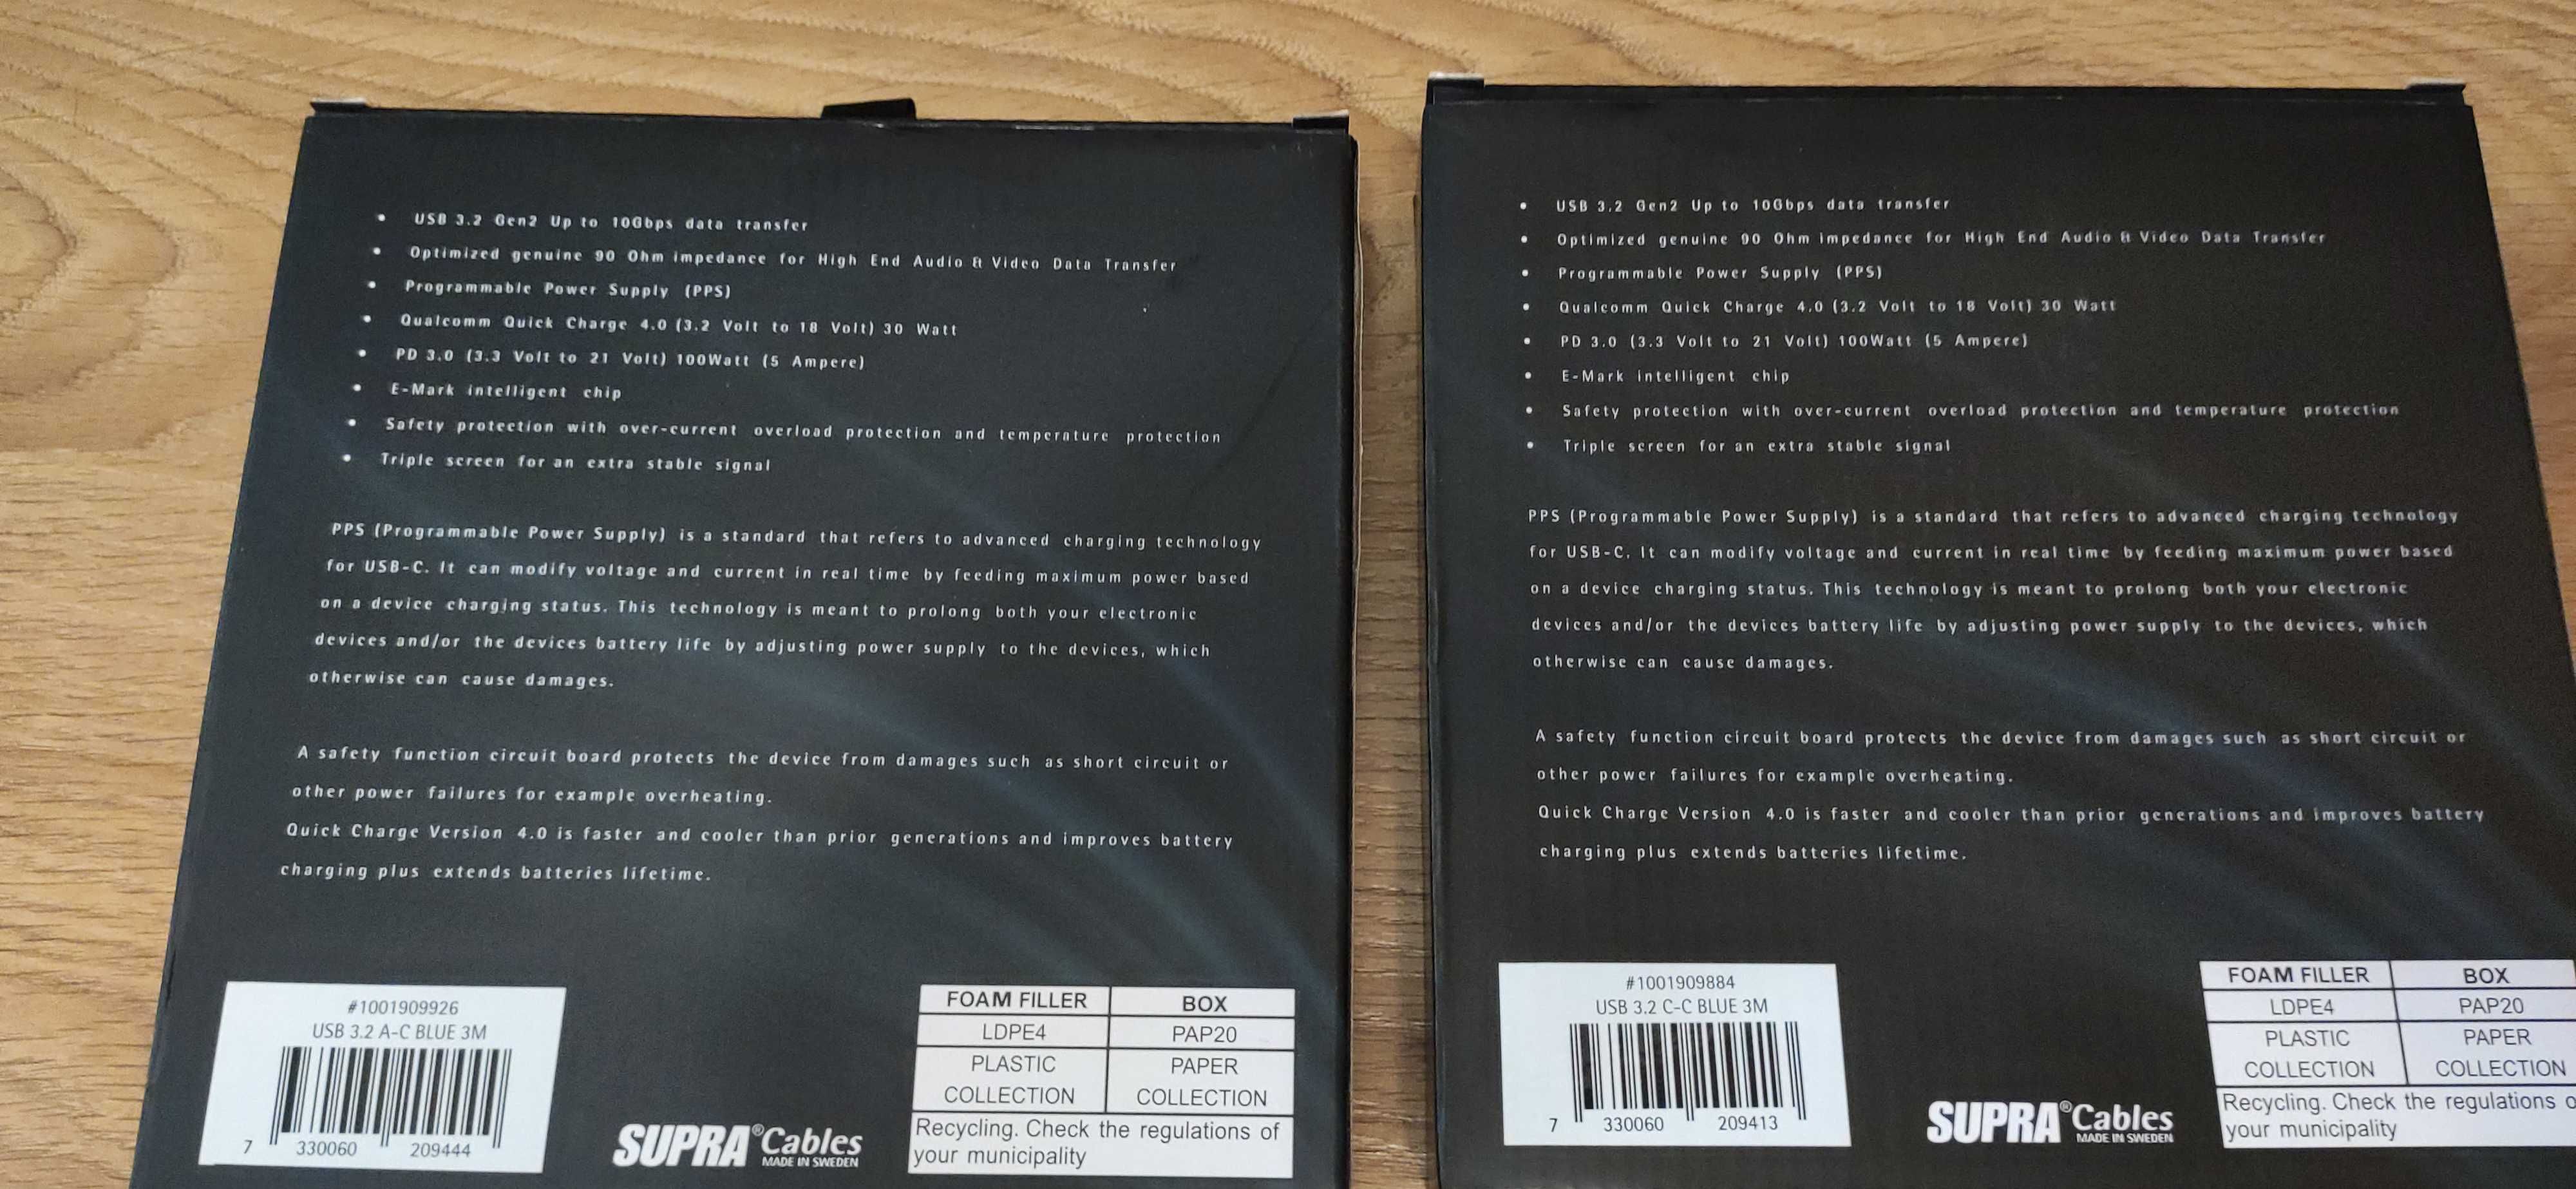 • USB 3.2 Gen2 Up to 10Gbps data transfer
• Optimized genuine 90 Ohm impedance for High End Audio & Video Data Transfer
• Programmable Power Supply (PPS)
• Qualcomm Quick Charge 4.0 (3.2 Volt to 18 Volt) 30 Watt
• PD 3.0 (3.3 Volt to 21 Volt) 100Watt (5 Ampere)
• E-Mark intelligent chip
• Safety protection with over-current overload protection and temperature protection
• Triple screen for an extra stable signal
PPS (Programmable Power Supply) is a standard that refers to advanced charging technology
for USB-C. It can modify voltage and current in real time by feeding maximum power based
on a device charging status. This technology is meant to prolong both your electronic
devices and/or the devices battery life by adjusting power supply to the devices, which
otherwise can cause damages.
A safety function circuit board protects the device from damages such as short circuit or
other power failures for example overheating.
Quick Charge Version 4.0 is faster and cooler than prior generations and improves battery
charging plus extends batteries lifetime.
#1001909926
USB 3.2 A-C BLUE 3M
7 330060 209444
SUPRA® Cables
MADE IN SWEDEN
FOAM FILLER BOX
LDPE4 PAP20
PLASTIC PAPER
COLLECTION COLLECTION
Recycling. Check the regulations of
your municipality
• USB 3.2 Gen2 Up to 10Gbps data transfer
• Optimized genuine 90 Ohm impedance for High End Audio & Video Data Transfer
• Programmable Power Supply (PPS)
• Qualcomm Quick Charge 4.0 (3.2 Volt to 18 Volt) 30 Watt
• PD 3.0 (3.3 Volt to 21 Volt) 100Watt (5 Ampere)
• E-Mark intelligent chip
• Safety protection with over-current overload protection and temperature protection
• Triple screen for an extra stable signal
PPS (Programmable Power Supply) is a standard that refers to advanced charging technology
for USB-C. It can modify voltage and current in real time by feeding maximum power based
on a device charging status. This technology is meant to prolong both your electronic
devices and/or the devices battery life by adjusting power supply to the devices, which
otherwise can cause damages.
A safety function circuit board protects the device from damages such as short circuit or
other power failures for example overheating.
Quick Charge Version 4.0 is faster and cooler than prior generations and improves battery
charging plus extends batteries lifetime.
#1001909884
USB 3.2 C-C BLUE 3M
7 330060 209413
SUPRA® Cables
MADE IN SWEDEN
FOAM FILLER BOX
LDPE4 PAP20
PLASTIC PAPER
COLLECTION COLLECTION
Recycling. Check the regulations
your municipality